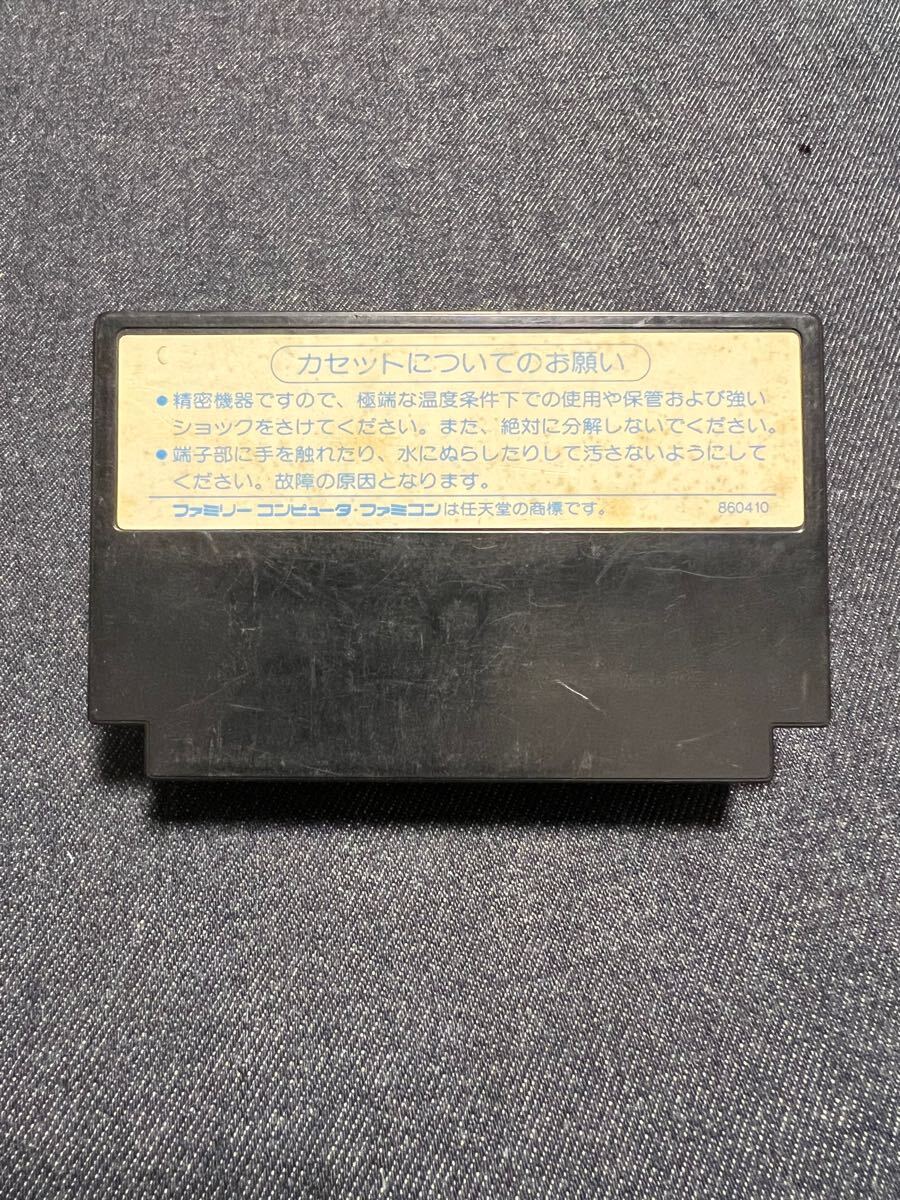 カセットについてのお願い
●精密機器ですので、極端な温度条件下での使用や保管および強い
ショックをさけてください。また、絶対に分解しないでください。
●端子部に手を触れたり、水にぬらしたりして汚さないようにして
ください。故障の原因となります。
ファミリー コンピュータ・ファミコンは任天堂の商標です。 860410